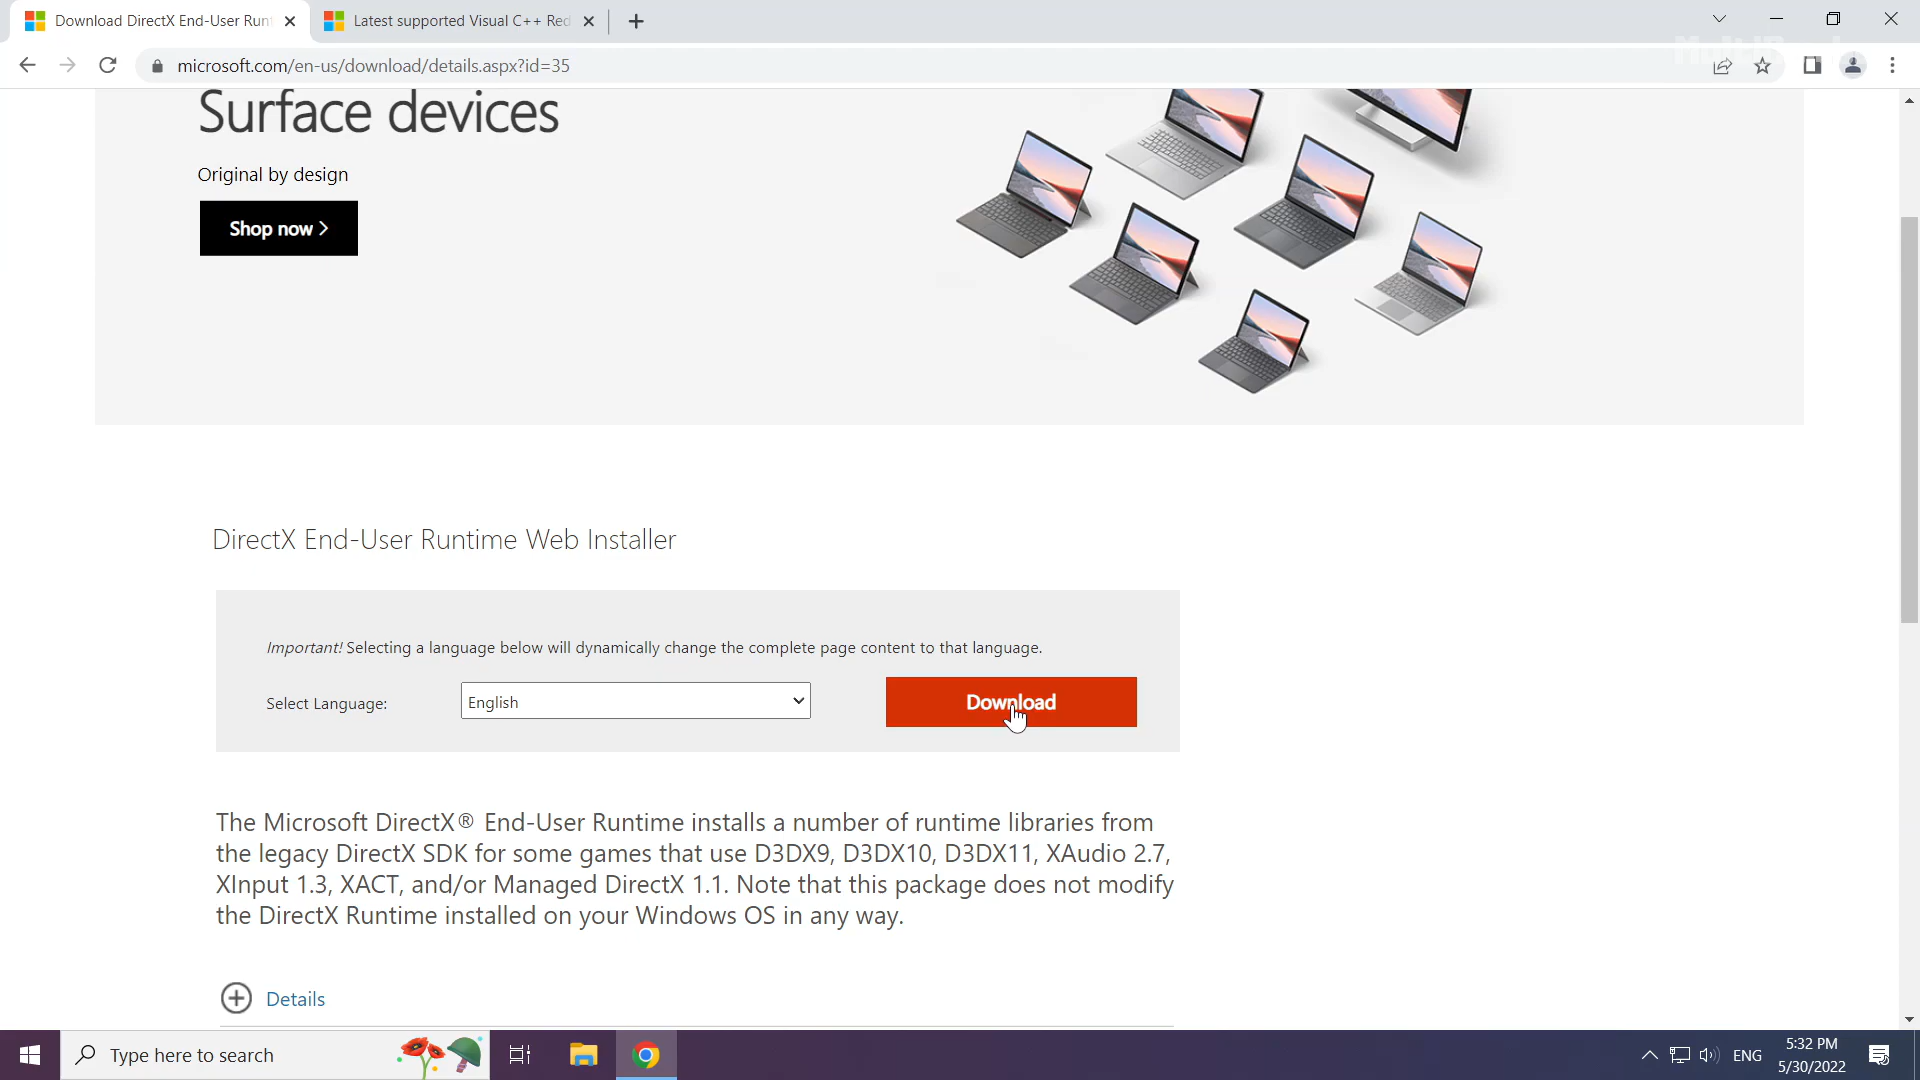 Download DirectX End-User Runt
Latest supported Visual C++ Red
microsoft.com/en-us/download/details.aspx?id=35
Surface devices
Original by design
Shop now
DirectX End-User Runtime Web Installer
Important! Selecting a language below will dynamically change the complete page content to that language.
Select Language:
English
Download
The Microsoft DirectX® End-User Runtime installs a number of runtime libraries from
the legacy DirectX SDK for some games that use D3DX9, D3DX10, D3DX11, XAudio 2.7,
XInput 1.3, XACT, and/or Managed DirectX 1.1. Note that this package does not modify
the DirectX Runtime installed on your Windows OS in any way.
Details
Type here to search
ENG
5:32 PM
5/30/2022